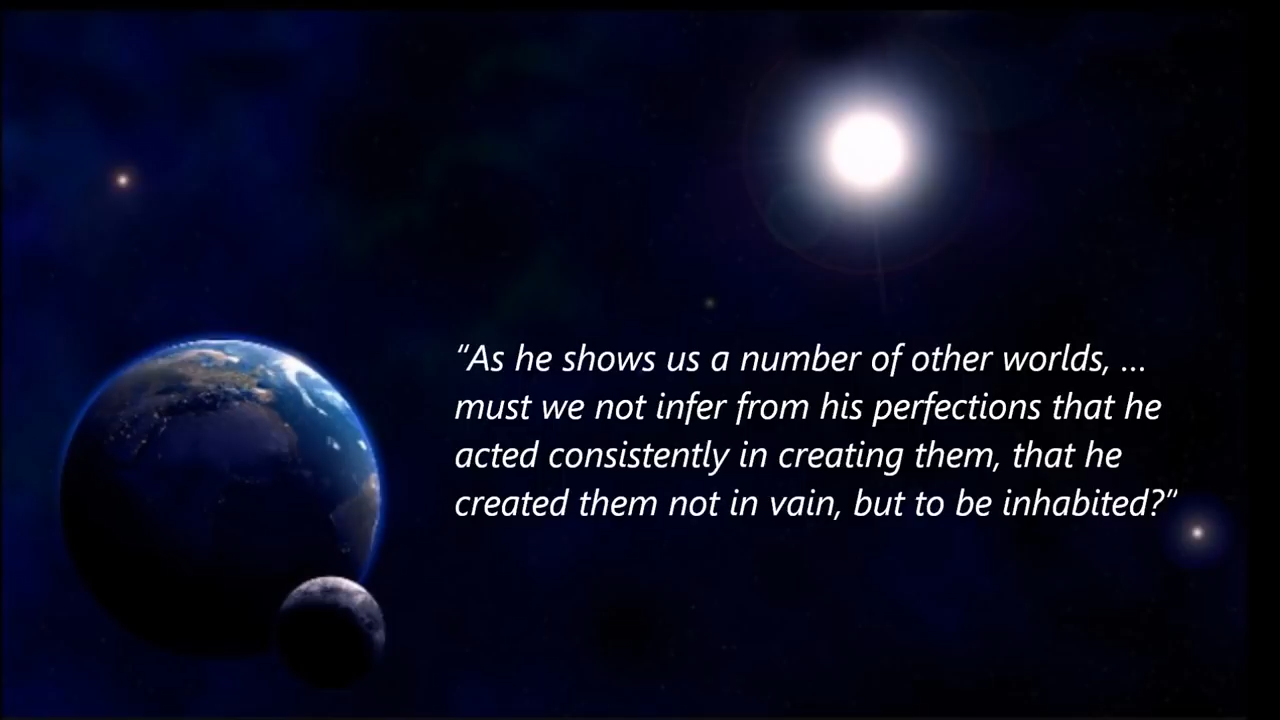 “As he shows us a number of other worlds, ...
must we not infer from his perfections that he
acted consistently in creating them, that he
created them not in vain, but to be inhabited?”